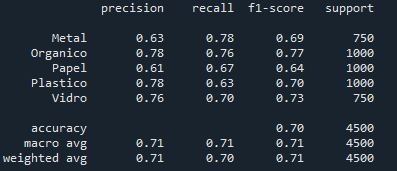 precision recall f1-score support
Metal 0.63 0.78 0.69 750
Organico 0.78 0.76 0.77 1000
Papel 0.61 0.67 0.64 1000
Plastico 0.78 0.63 0.70 1000
Vidro 0.76 0.70 0.73 750
accuracy 0.70 4500
macro avg 0.71 0.71 0.71 4500
weighted avg 0.71 0.70 0.71 4500